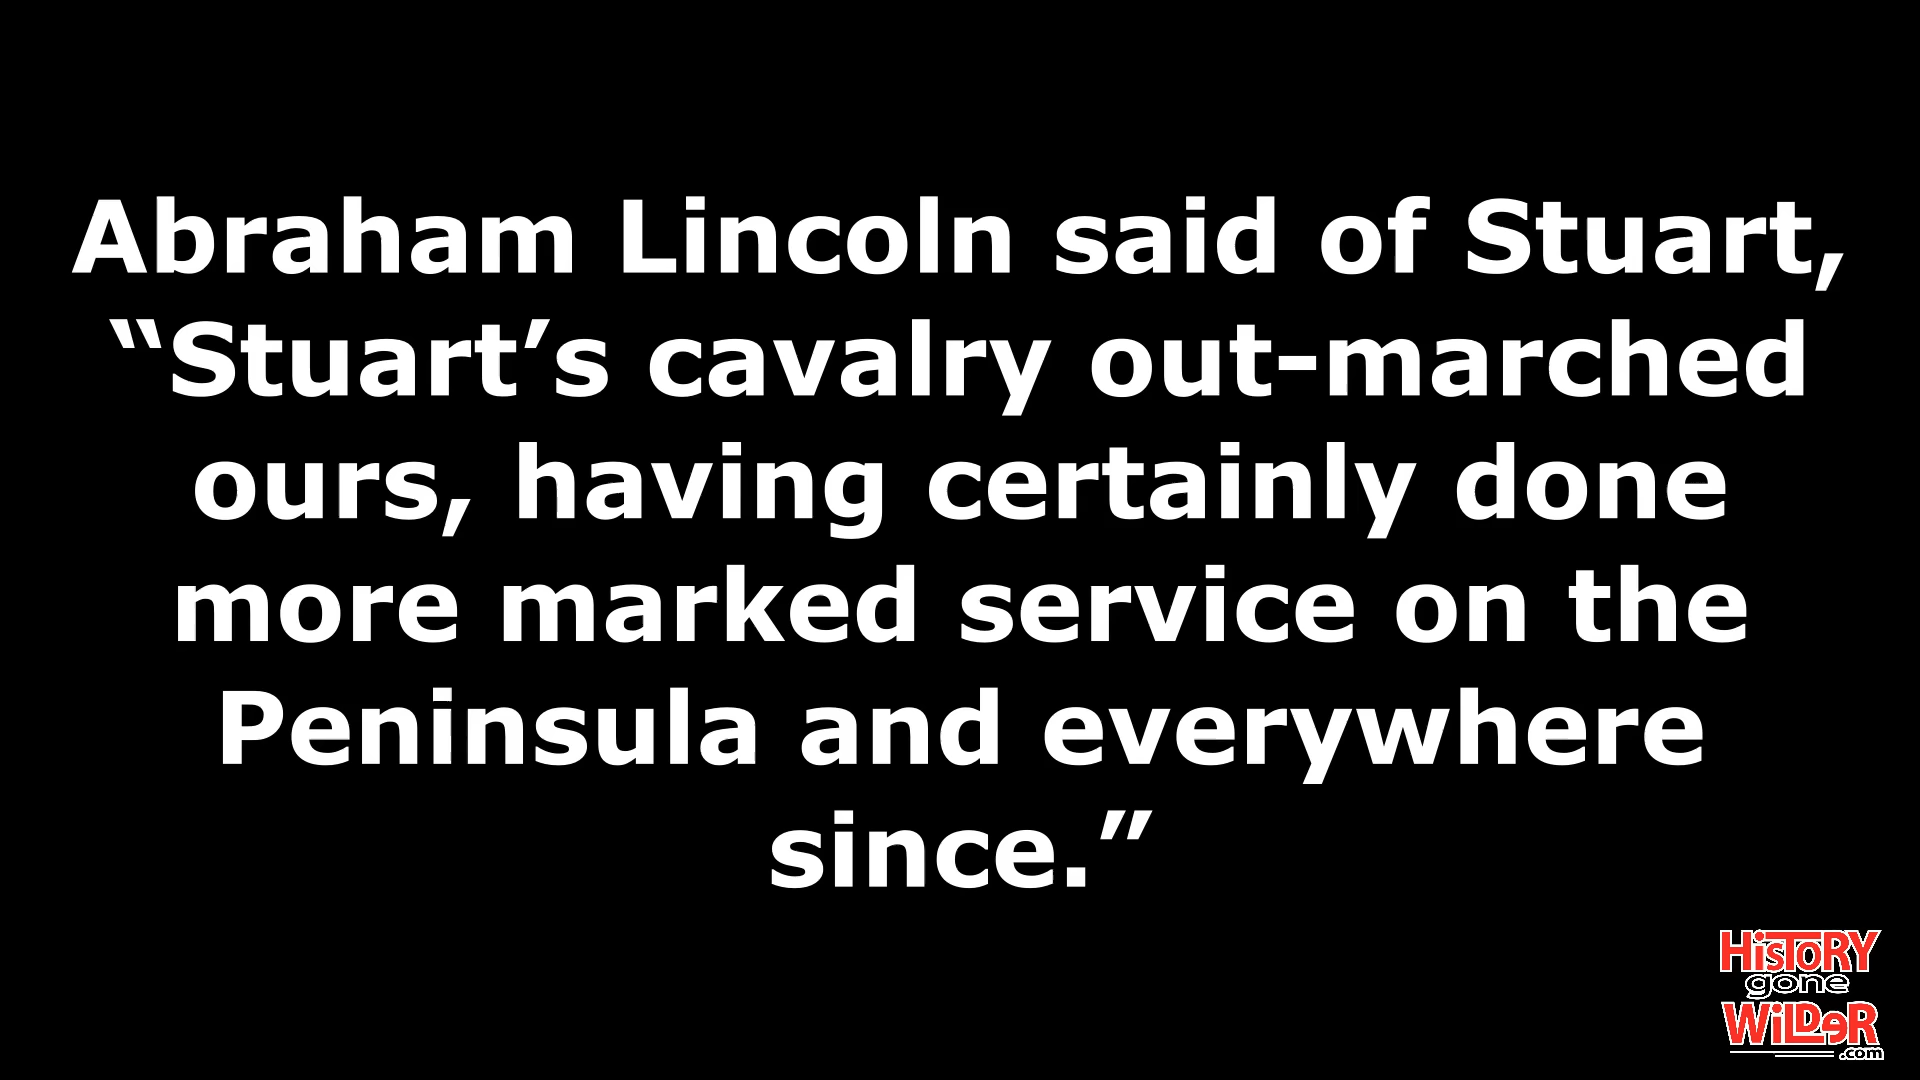 Abraham Lincoln said of Stuart,
“Stuart’s cavalry out-marched
ours, having certainly done
more marked service on the
Peninsula and everywhere
since.”
HiSTORY
gone
WiLDeR
.com